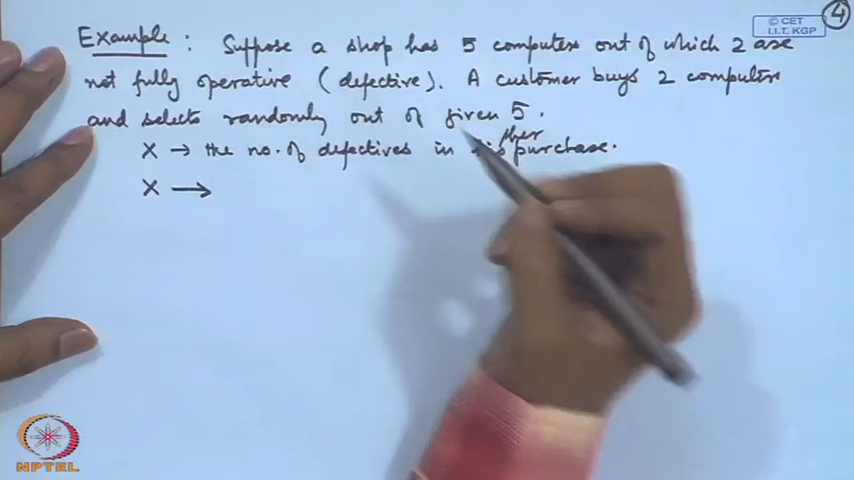 © CET
I.I.T. KGP
4
Example : Suppose a shop has 5 computers out of which 2 are
not fully operative (defective). A customer buys 2 computers
and selects randomly out of given 5.
X → the no. of defectives in his/her purchase.
X →
NPTEL